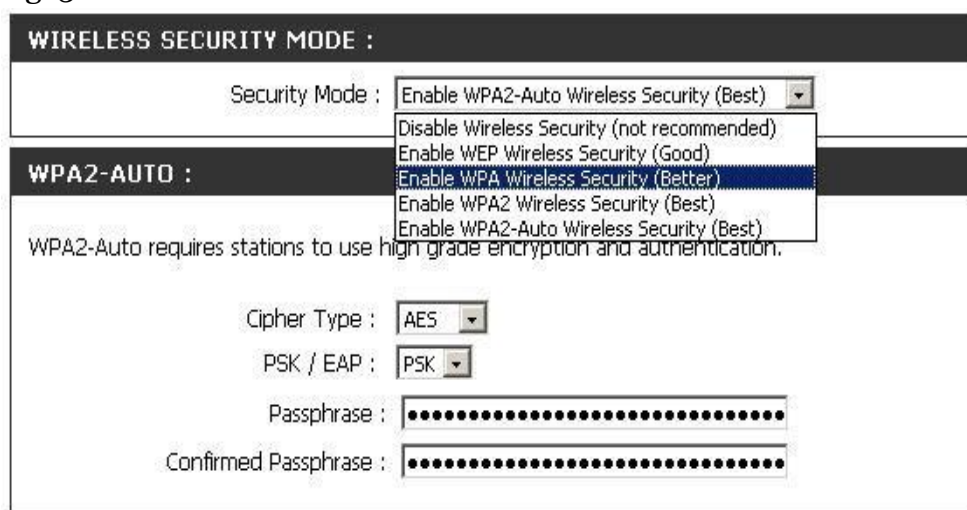 WIRELESS SECURITY MODE :
Security Mode : Enable WPA2-Auto Wireless Security (Best)
Disable Wireless Security (not recommended)
Enable WEP Wireless Security (Good)
Enable WPA Wireless Security (Better)
Enable WPA2 Wireless Security (Best)
Enable WPA2-Auto Wireless Security (Best)
WPA2-AUTO :
WPA2-Auto requires stations to use high grade encryption and authentication.
Cipher Type : AES
PSK / EAP : PSK
Passphrase : ●●●●●●●●●●●●●●●●●●●●●●●●●●●●●●●
Confirmed Passphrase : ●●●●●●●●●●●●●●●●●●●●●●●●●●●●●●●